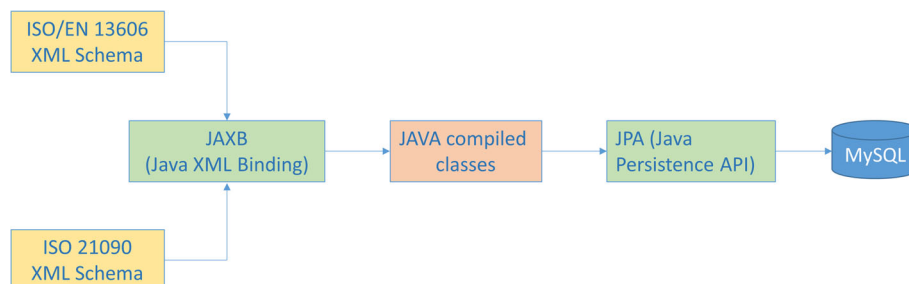 ISO/EN 13606
XML Schema
JAXB
(Java XML Binding)
JAVA compiled
classes
JPA (Java
Persistence API)
MySQL
ISO 21090
XML Schema